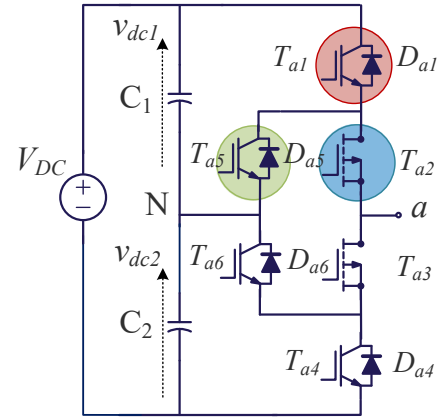 v_dc1
T_a1
D_a1
C_1
T_a5
D_a5
T_a2
V_DC
+
−
N
a
v_dc2
T_a6
D_a6
T_a3
C_2
T_a4
D_a4